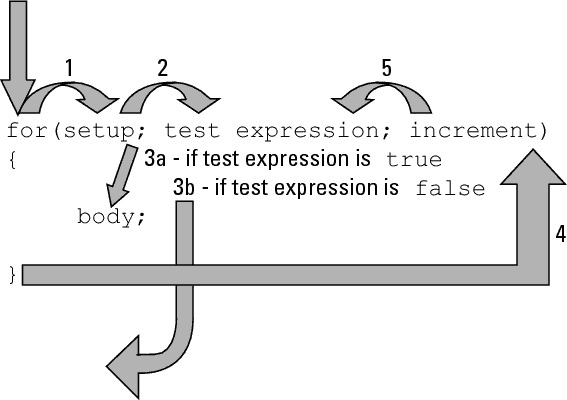 1 2 5
for(setup; test expression; increment)
{ 3a - if test expression is true
3b - if test expression is false
body;
4
}